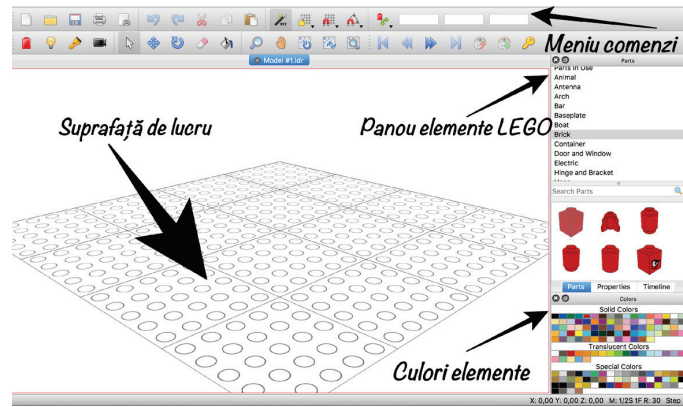 Meniu comenzi
Model #1.ldr
Parts
Parts in Use
Animal
Antenna
Arch
Bar
Baseplate
Boat
Brick
Container
Door and Window
Electric
Hinge and Bracket
Suprafață de lucru
Panou elemente LEGO
Search Parts
Parts Properties Timeline
Colors
Solid Colors
Translucent Colors
Special Colors
Culori elemente
X: 0,00 Y: 0,00 Z: 0,00 M: 1/2S 1F R: 30 Step